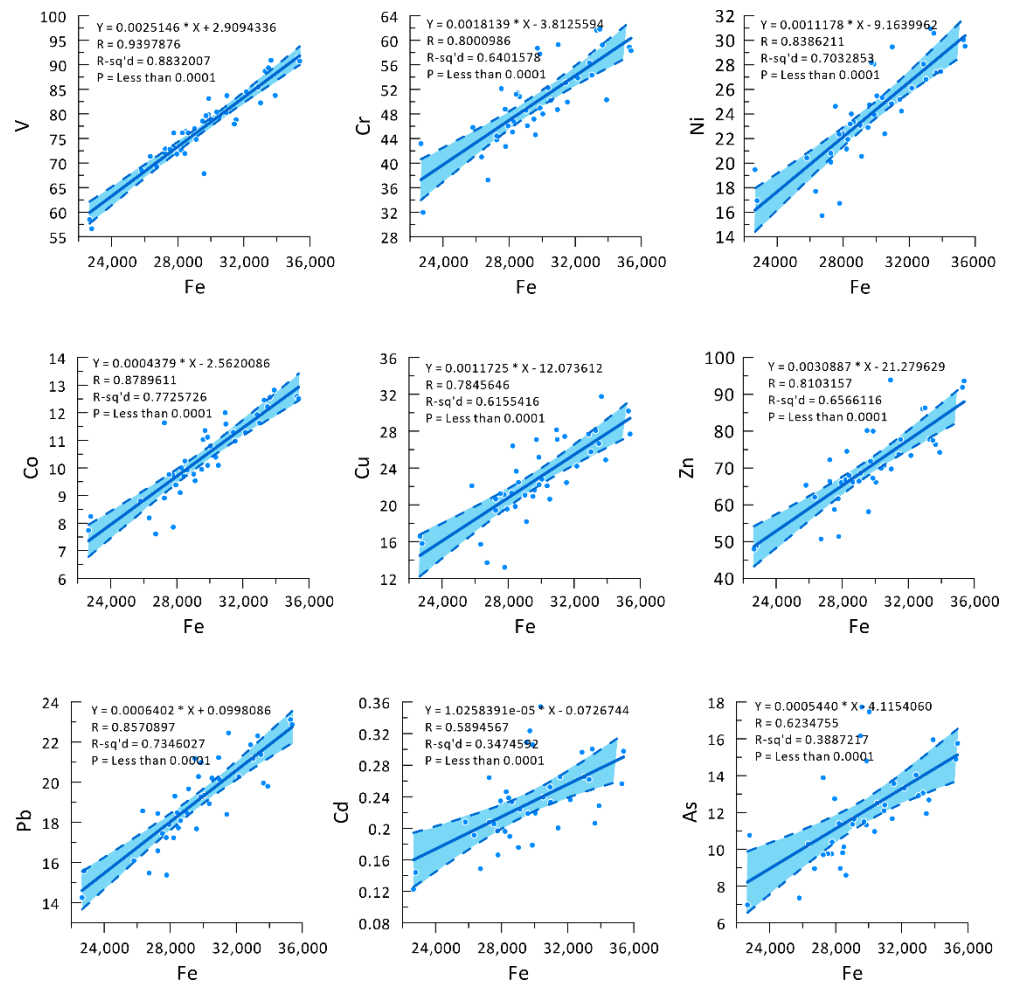 Y = 0.0025146 * X + 2.9094336
R = 0.9397876
R-sq'd = 0.8832007
P = Less than 0.0001
100
95
90
85
80
75
70
65
60
55
V
24,000 28,000 32,000 36,000
Fe
Y = 0.0018139 * X - 3.8125594
R = 0.8000986
R-sq'd = 0.6401578
P = Less than 0.0001
64
60
56
52
48
44
40
36
32
28
Cr
24,000 28,000 32,000 36,000
Fe
Y = 0.0011178 * X - 9.1639962
R = 0.8386211
R-sq'd = 0.7032853
P = Less than 0.0001
32
30
28
26
24
22
20
18
16
14
Ni
24,000 28,000 32,000 36,000
Fe
Y = 0.0004379 * X - 2.5620086
R = 0.8789611
R-sq'd = 0.7725726
P = Less than 0.0001
14
13
12
11
10
9
8
7
6
Co
24,000 28,000 32,000 36,000
Fe
Y = 0.0011725 * X - 12.073612
R = 0.7845646
R-sq'd = 0.6155416
P = Less than 0.0001
36
32
28
24
20
16
12
Cu
24,000 28,000 32,000 36,000
Fe
Y = 0.0030887 * X - 21.279629
R = 0.8103157
R-sq'd = 0.6566116
P = Less than 0.0001
100
90
80
70
60
50
40
Zn
24,000 28,000 32,000 36,000
Fe
Y = 0.0006402 * X + 0.0998086
R = 0.8570897
R-sq'd = 0.7346027
P = Less than 0.0001
24
22
20
18
16
14
Pb
24,000 28,000 32,000 36,000
Fe
Y = 1.0258391e-05 * X - 0.0726744
R = 0.5894567
R-sq'd = 0.3474592
P = Less than 0.0001
0.36
0.32
0.28
0.24
0.2
0.16
0.12
0.08
Cd
24,000 28,000 32,000 36,000
Fe
Y = 0.0005440 * X - 4.1154060
R = 0.6234755
R-sq'd = 0.3887217
P = Less than 0.0001
18
16
14
12
10
8
6
As
24,000 28,000 32,000 36,000
Fe